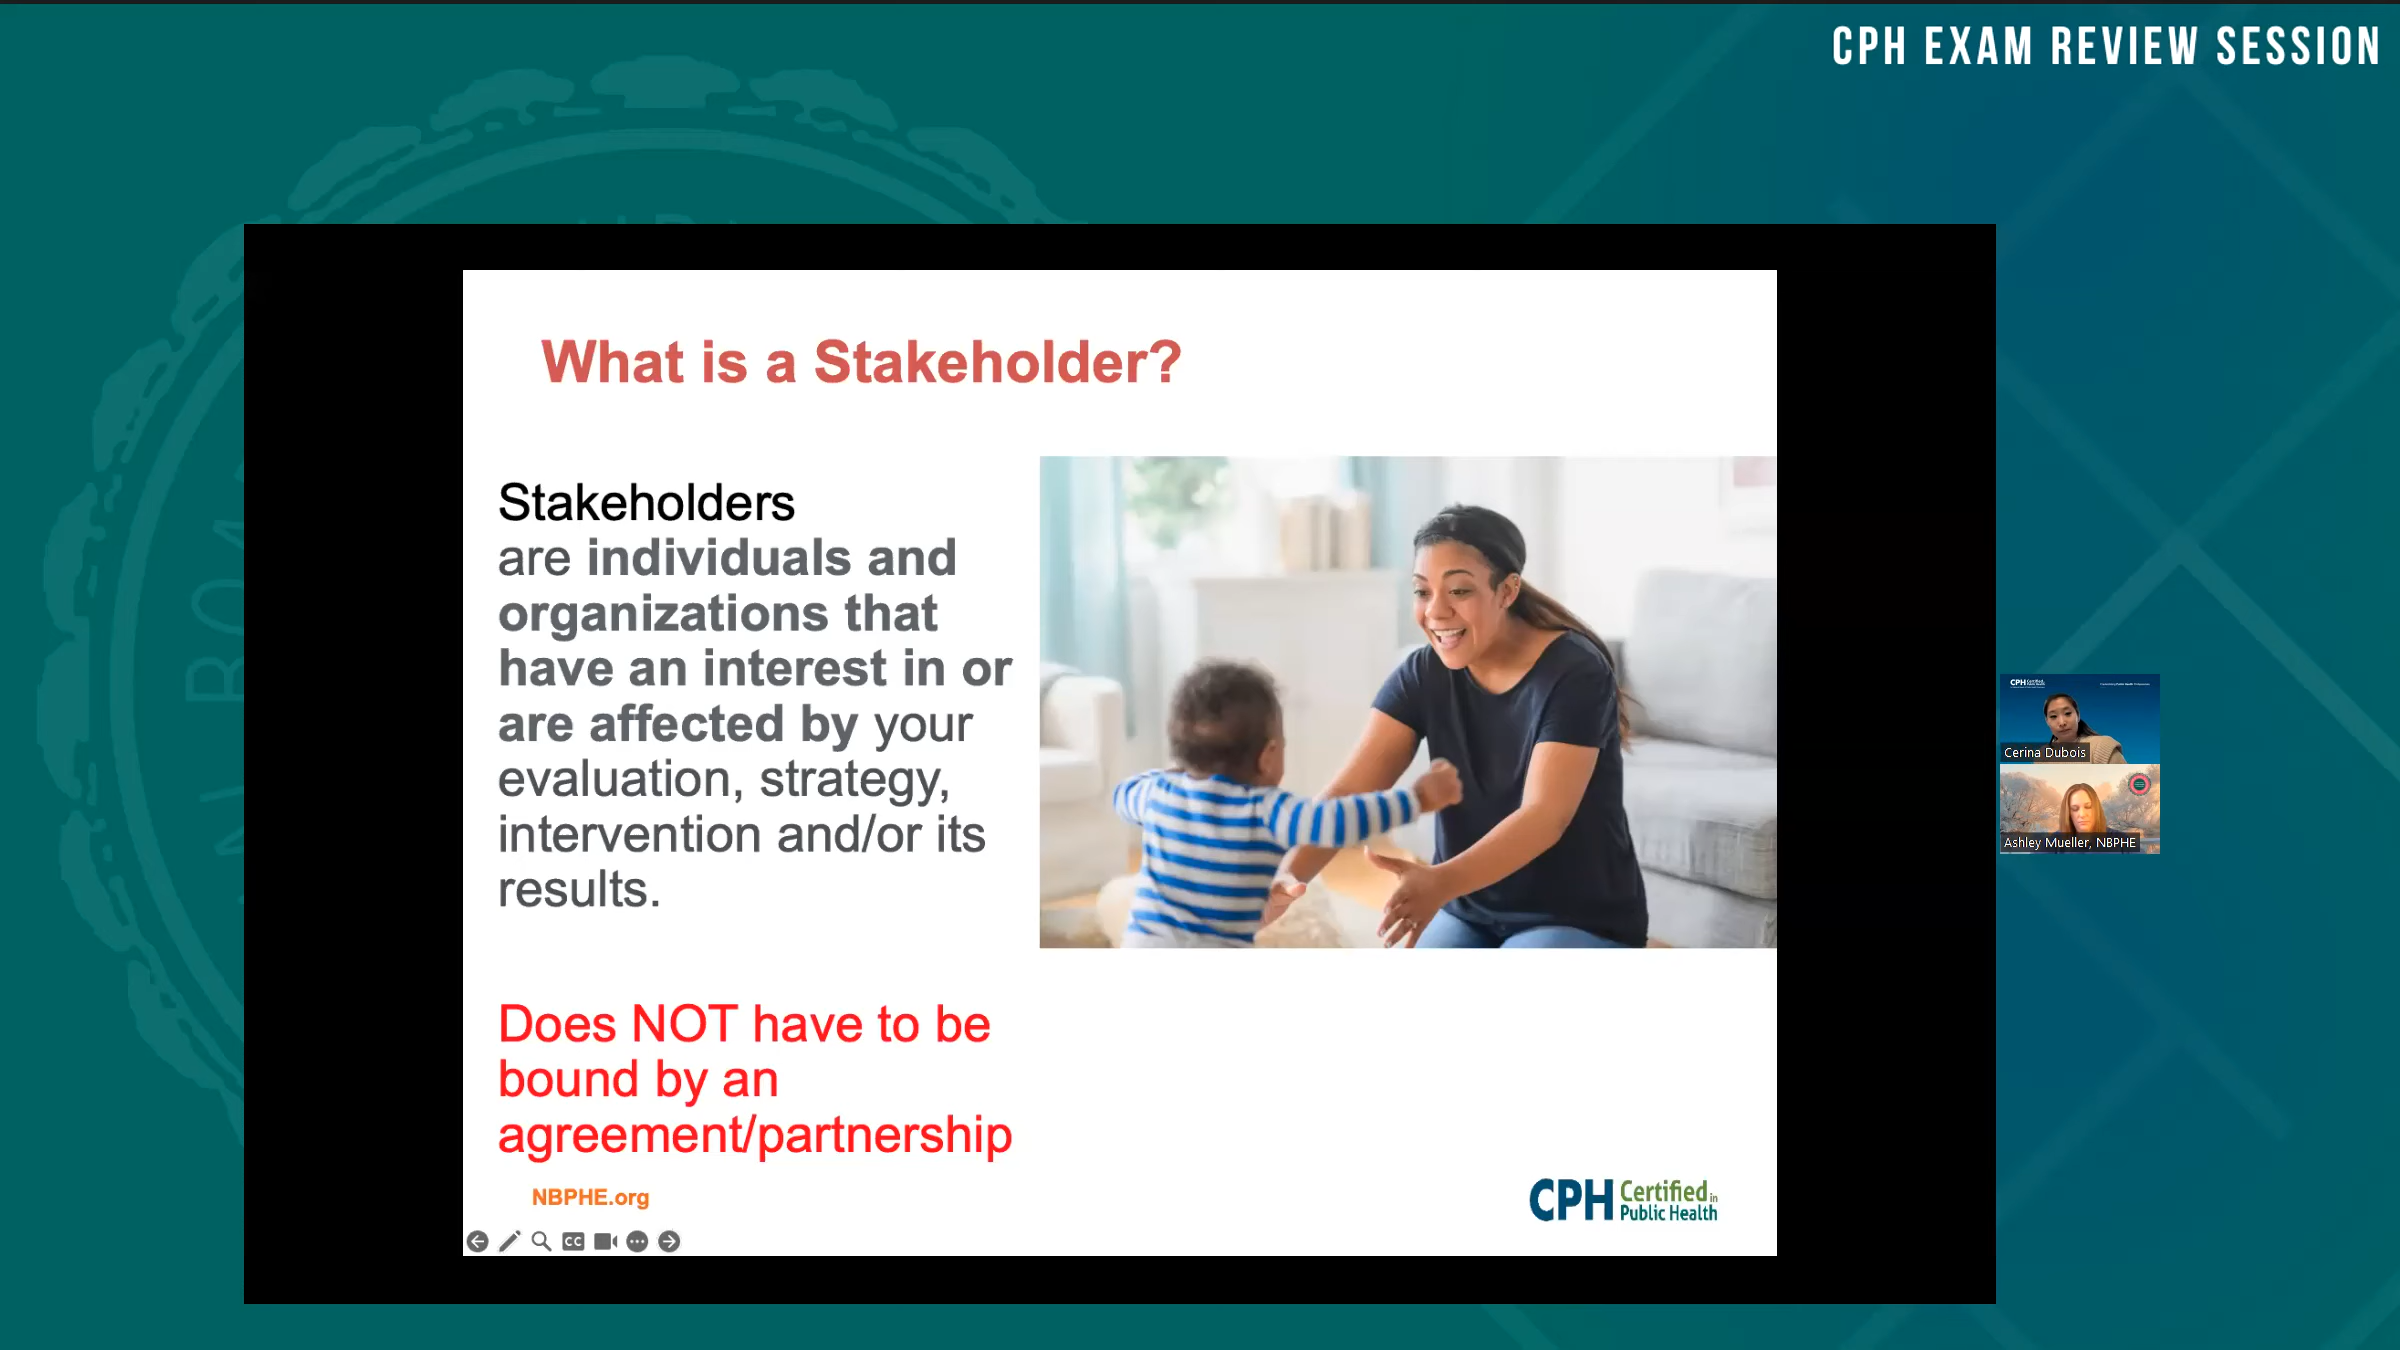 CPH EXAM REVIEW SESSION
What is a Stakeholder?
Stakeholders
are individuals and
organizations that
have an interest in or
are affected by your
evaluation, strategy,
intervention and/or its
results.
Does NOT have to be
bound by an
agreement/partnership
NBPHE.org
CPH Certified in
Public Health
CC
CPH
Cerina Dubois
Ashley Mueller, NBPHE